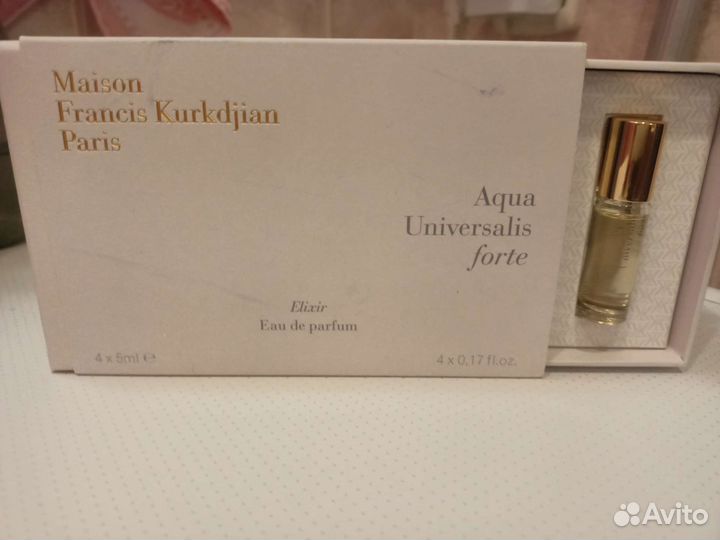 Maison
Francis Kurkdjian
Paris
Aqua
Universalis
forte
Elixir
Eau de parfum
4 x 5ml ℮
4 x 0,17 fl.oz.
Avito